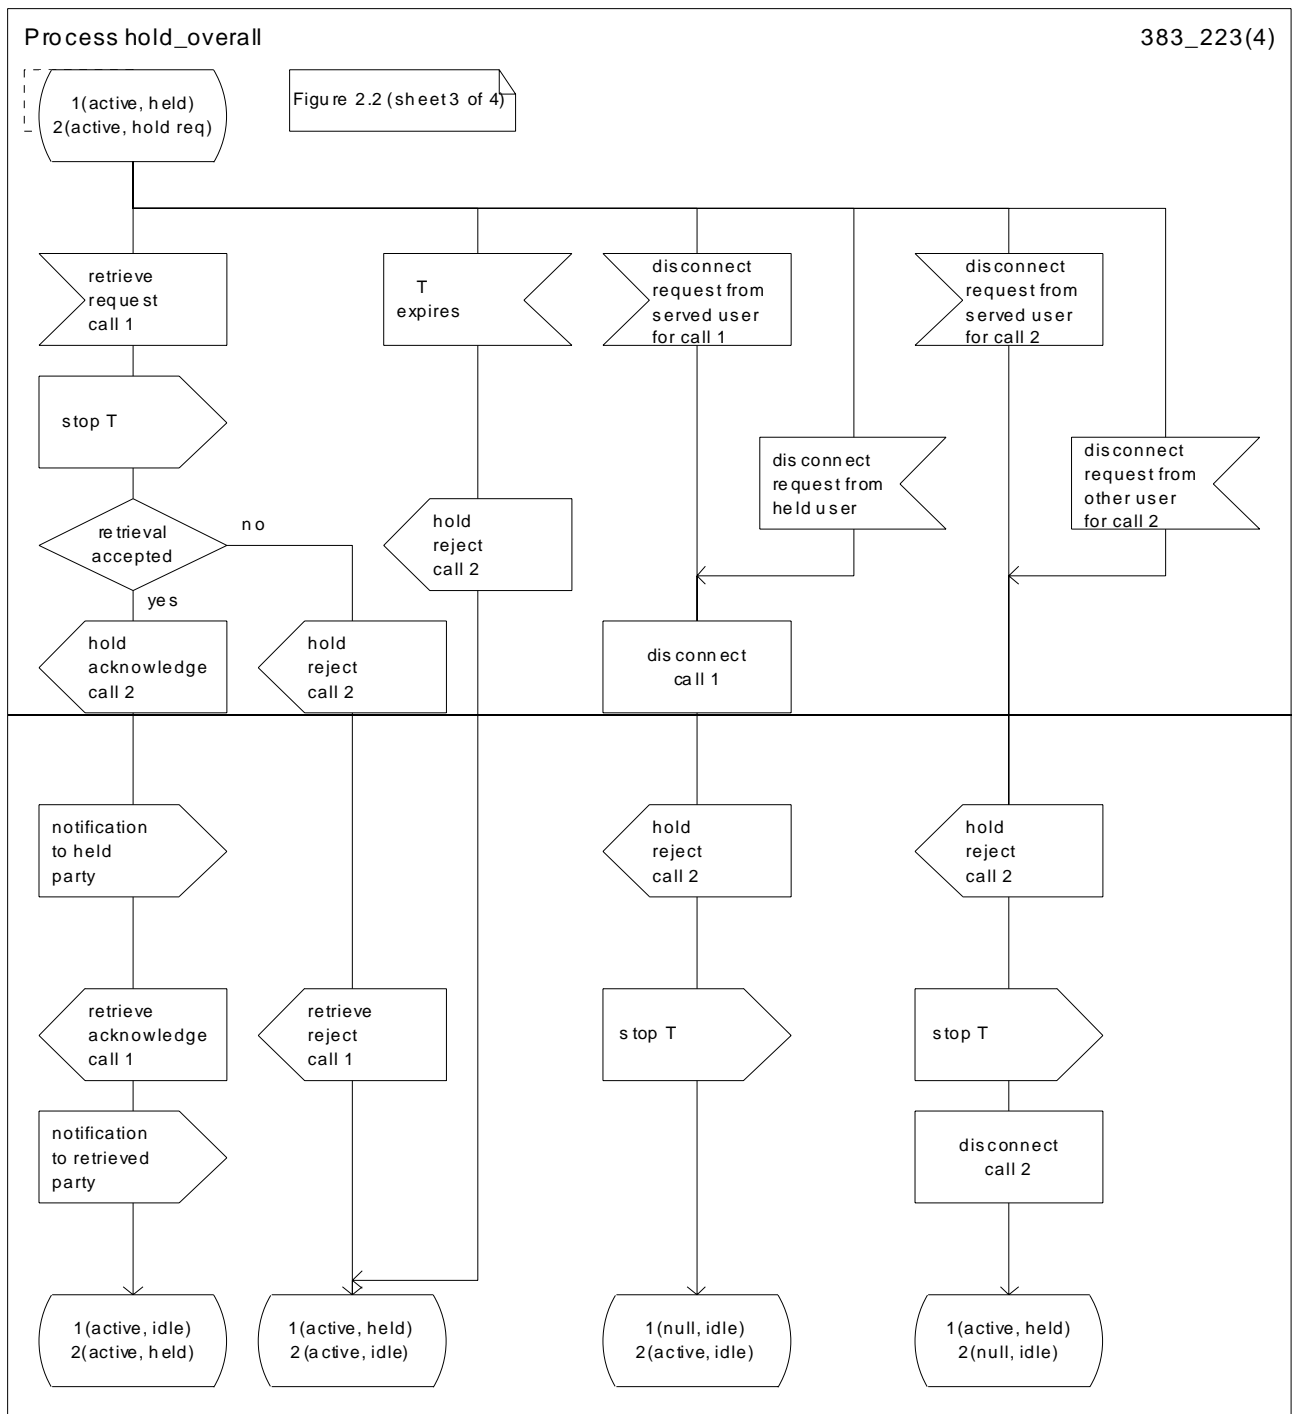 Process hold_overall
383_223(4)
1(active, held)
2(active, hold req)
Figure 2.2 (sheet 3 of 4)
retrieve
request
call 1
T
expires
disconnect
request from
served user
for call 1
disconnect
request from
served user
for call 2
stop T
disconnect
request from
held user
disconnect
request from
other user
for call 2
retrieval
accepted
no
yes
hold
reject
call 2
hold
acknowledge
call 2
hold
reject
call 2
disconnect
call 1
notification
to held
party
hold
reject
call 2
hold
reject
call 2
retrieve
acknowledge
call 1
retrieve
reject
call 1
stop T
stop T
notification
to retrieved
party
disconnect
call 2
1(active, idle)
2(active, held)
1(active, held)
2(active, idle)
1(null, idle)
2(active, idle)
1(active, held)
2(null, idle)